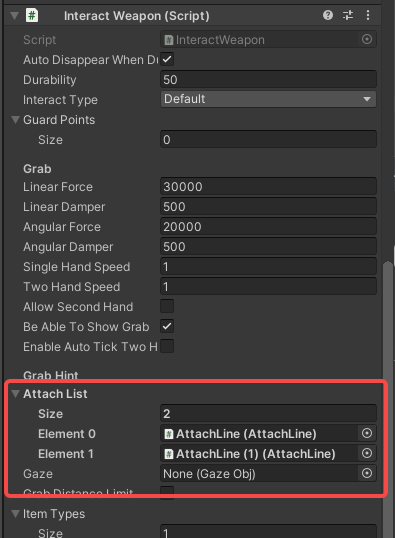 Interact Weapon (Script)
Script InteractWeapon
Auto Disappear When Du
Durability 50
Interact Type Default
Guard Points
Size 0
Grab
Linear Force 30000
Linear Damper 500
Angular Force 20000
Angular Damper 500
Single Hand Speed 1
Two Hand Speed 1
Allow Second Hand
Be Able To Show Grab
Enable Auto Tick Two H
Grab Hint
Attach List
Size 2
Element 0 AttachLine (AttachLine)
Element 1 AttachLine (1) (AttachLine)
Gaze None (Gaze Obj)
Grab Distance Limit
Item Types
Size 1